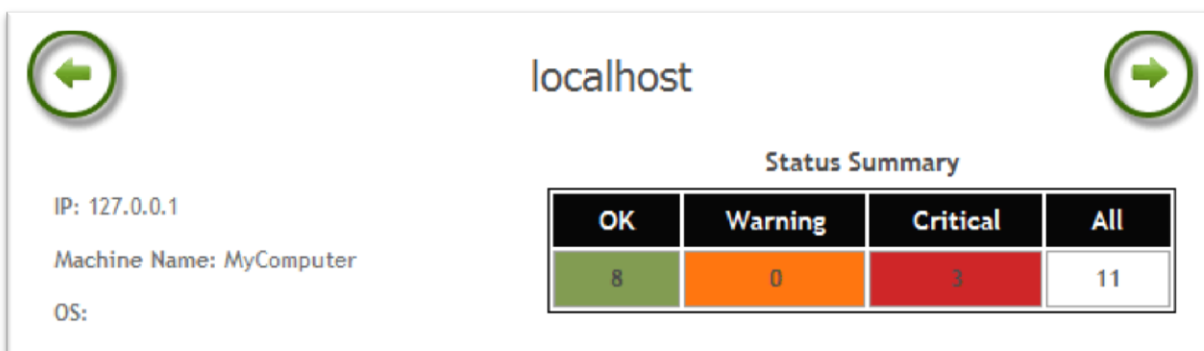 localhost
Status Summary
IP: 127.0.0.1
Machine Name: MyComputer
OS:
OK Warning Critical All
8 0 3 11